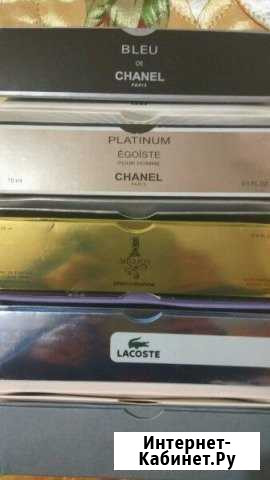 BLEU
DE
CHANEL
PARIS
PLATINUM
ÉGOÏSTE
POUR HOMME
CHANEL
PARIS
LACOSTE
Интернет-
Кабинет.Ру